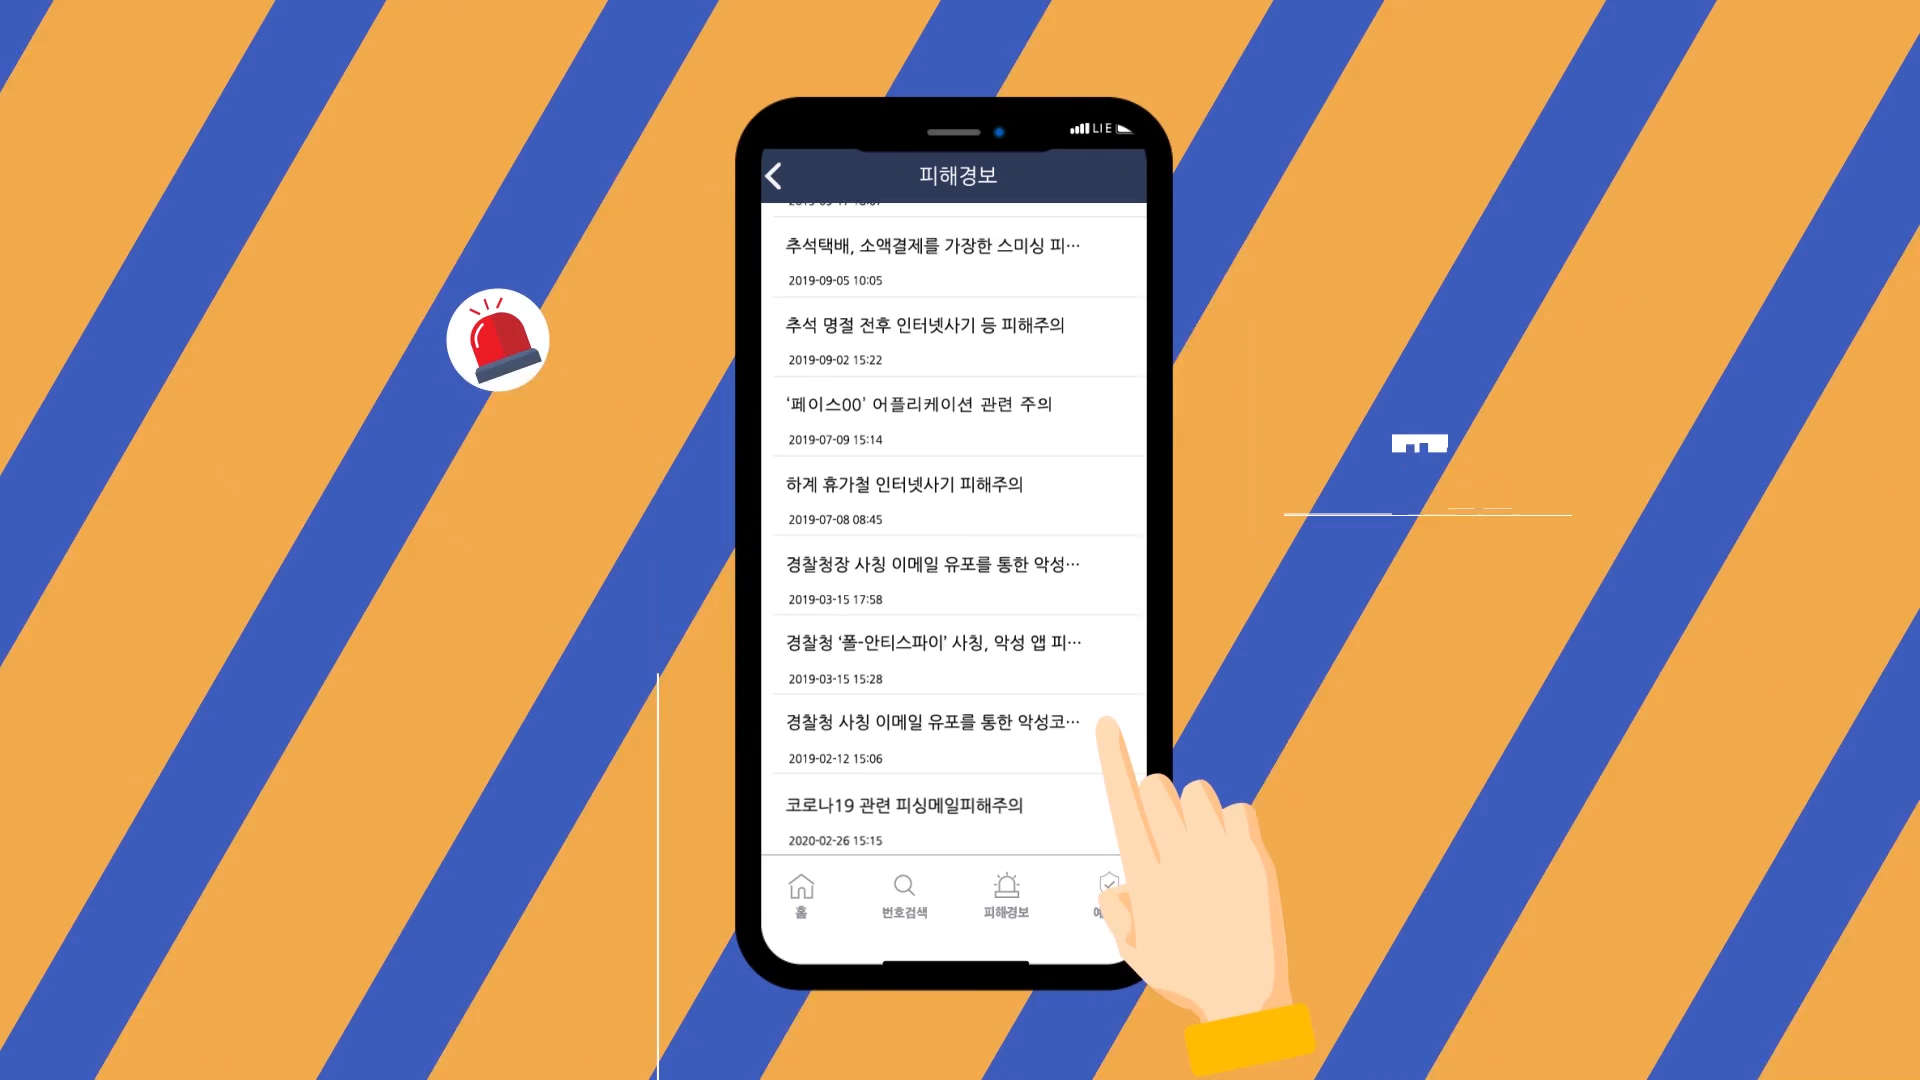 LIE
피해경보
추석택배, 소액결제를 가장한 스미싱 피…
2019-09-05 10:05
추석 명절 전후 인터넷사기 등 피해주의
2019-09-02 15:22
‘페이스00’ 어플리케이션 관련 주의
2019-07-09 15:14
하계 휴가철 인터넷사기 피해주의
2019-07-08 08:45
경찰청장 사칭 이메일 유포를 통한 악성…
2019-03-15 17:58
경찰청 ‘폴-안티스파이’ 사칭, 악성 앱 피…
2019-03-15 15:28
경찰청 사칭 이메일 유포를 통한 악성코…
2019-02-12 15:06
코로나19 관련 피싱메일피해주의
2020-02-26 15:15
홈 번호검색 피해경보